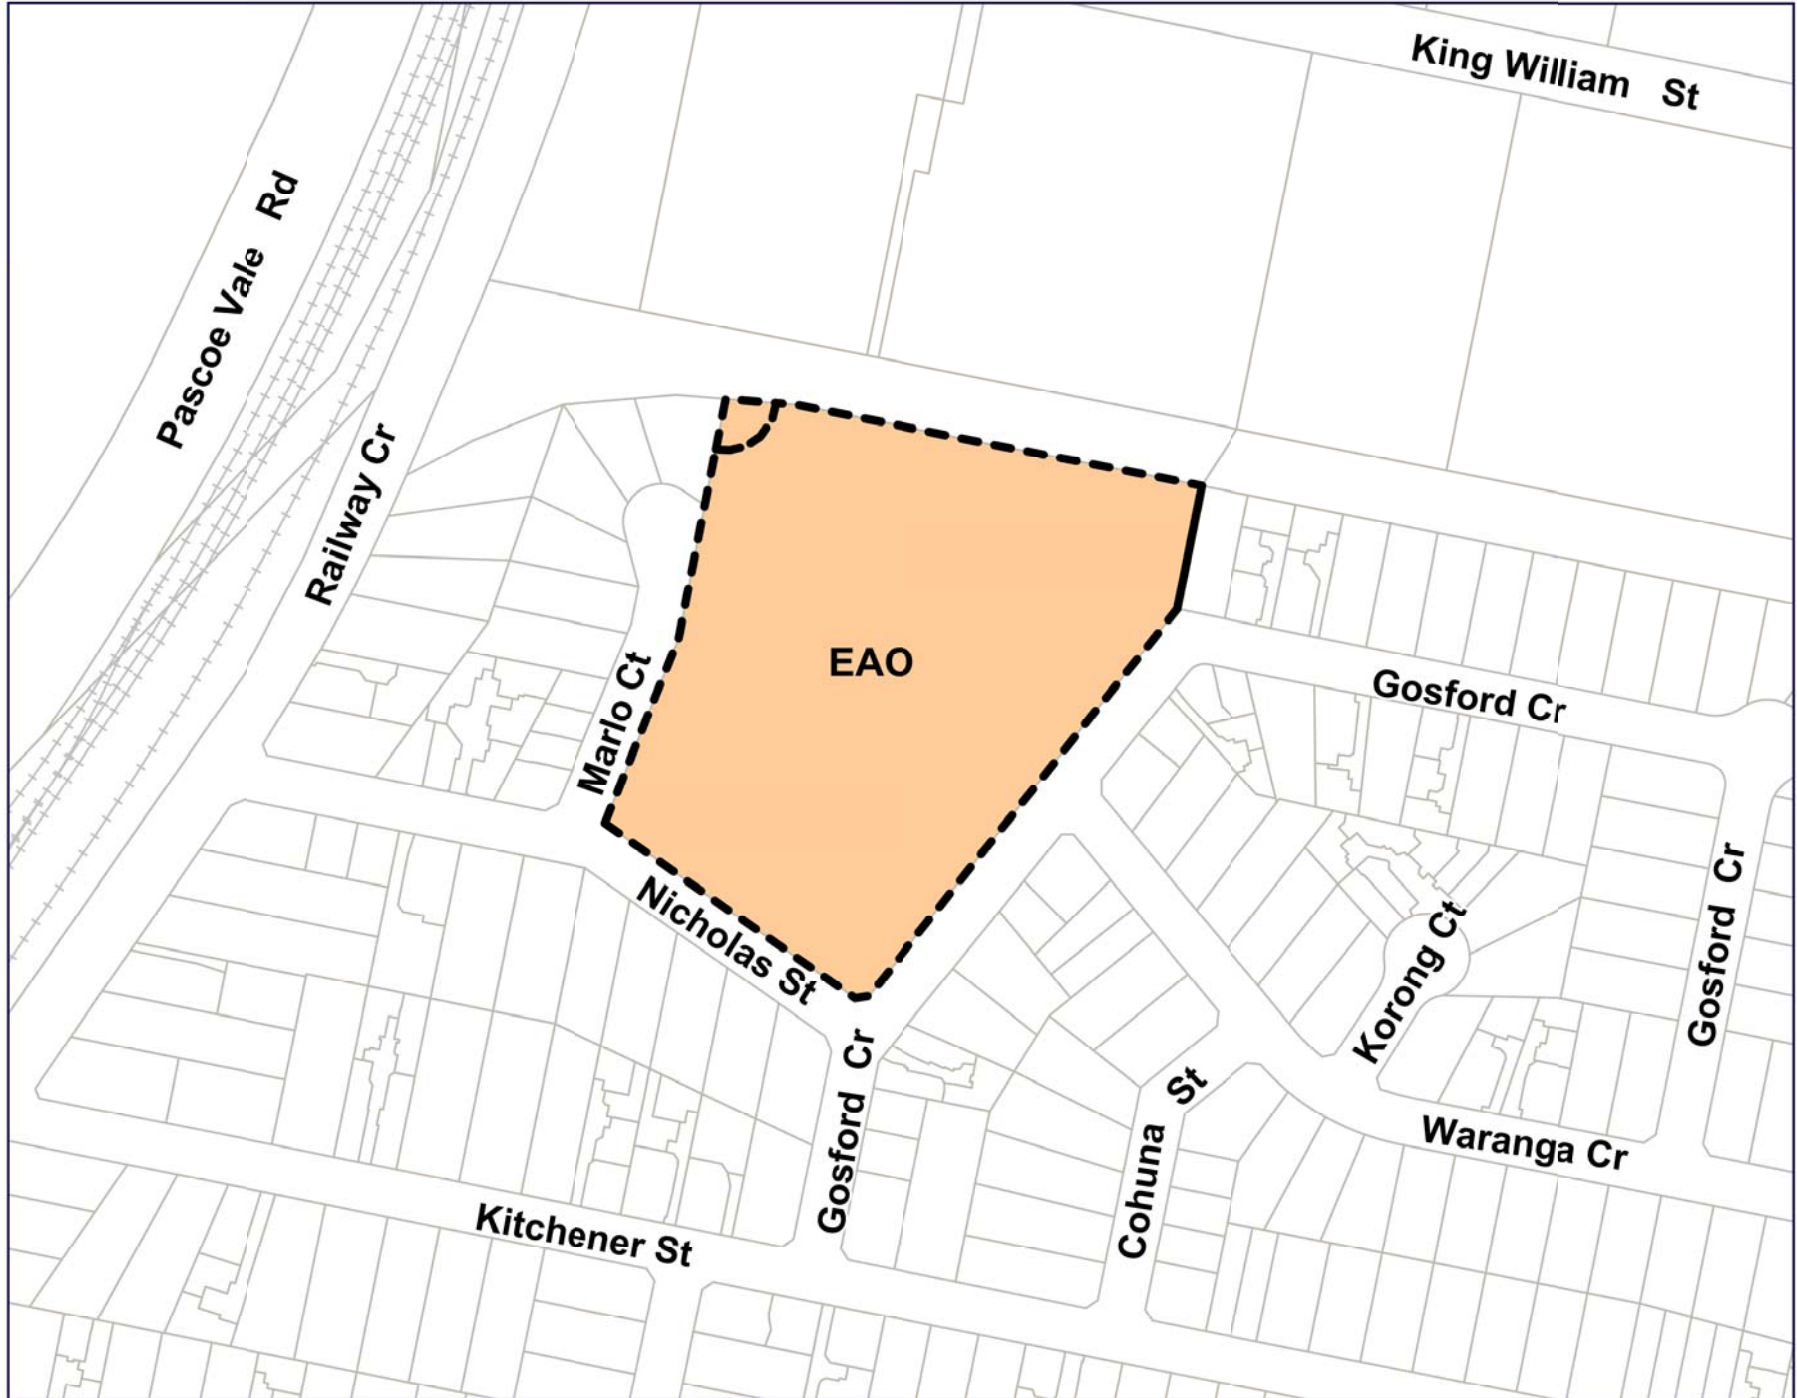 King William St
Pascoe Vale Rd
Railway Cr
EAO
Marlo Ct
Gosford Cr
Nicholas St
Gosford Cr
Korong Ct
Gosford Cr
Cohuna St
Waranga Cr
Kitchener St